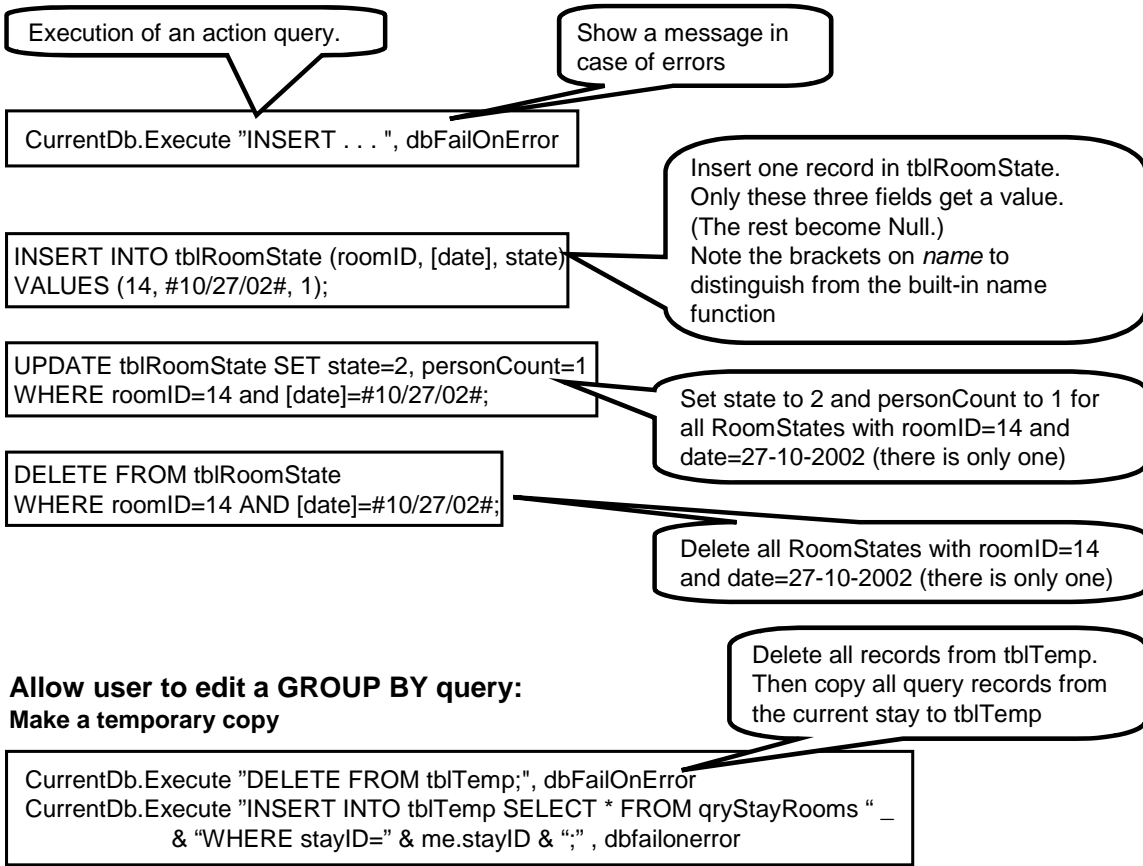 Execution of an action query.
Show a message in
case of errors
CurrentDb.Execute ”INSERT . . . ", dbFailOnError
Insert one record in tblRoomState.
Only these three fields get a value.
(The rest become Null.)
Note the brackets on name to
distinguish from the built-in name
function
INSERT INTO tblRoomState (roomID, [date], state)
VALUES (14, #10/27/02#, 1);
UPDATE tblRoomState SET state=2, personCount=1
WHERE roomID=14 and [date]=#10/27/02#;
Set state to 2 and personCount to 1 for
all RoomStates with roomID=14 and
date=27-10-2002 (there is only one)
DELETE FROM tblRoomState
WHERE roomID=14 AND [date]=#10/27/02#;
Delete all RoomStates with roomID=14
and date=27-10-2002 (there is only one)
Delete all records from tblTemp.
Then copy all query records from
the current stay to tblTemp
Allow user to edit a GROUP BY query:
Make a temporary copy
CurrentDb.Execute ”DELETE FROM tblTemp;", dbFailOnError
CurrentDb.Execute ”INSERT INTO tblTemp SELECT * FROM qryStayRooms “ _
& “WHERE stayID=” & me.stayID & “;” , dbfailonerror